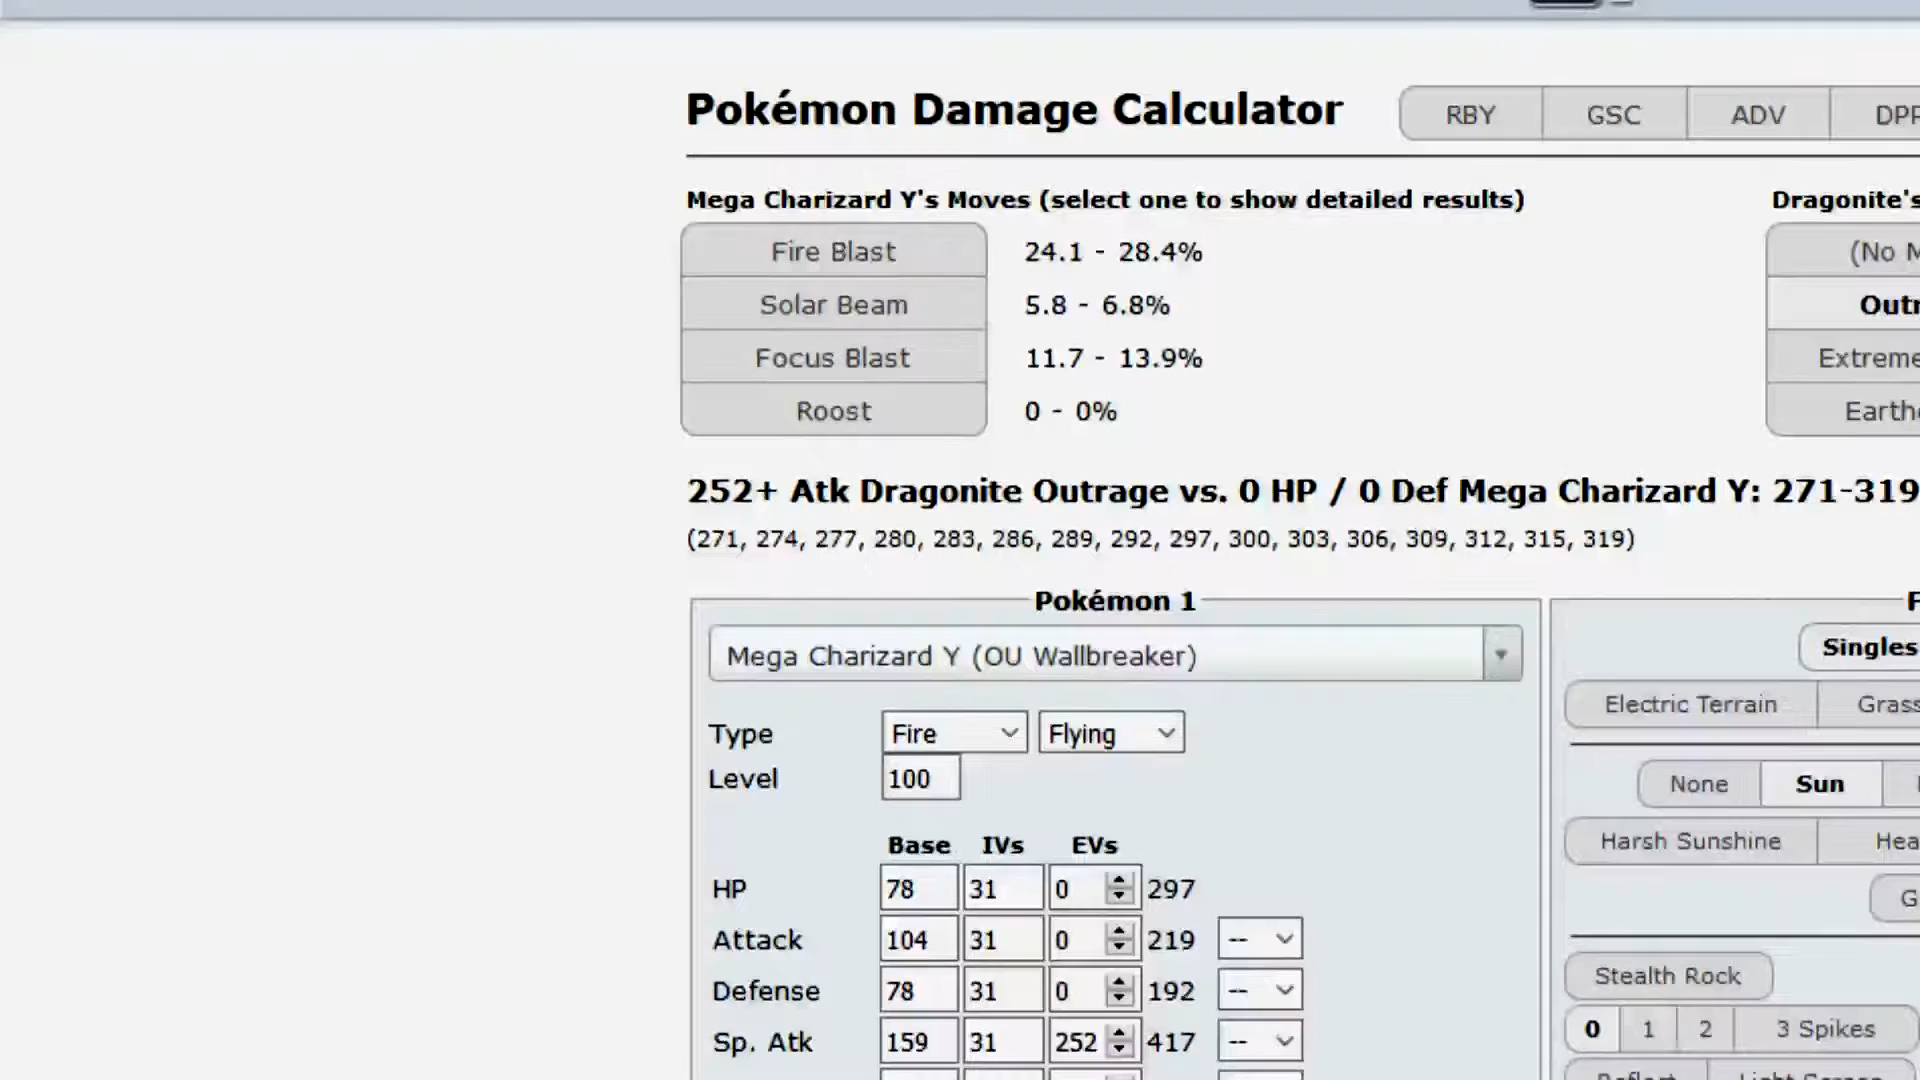 Pokémon Damage Calculator RBY GSC ADV
Mega Charizard Y's Moves (select one to show detailed results) Dragonite's
Fire Blast 24.1 - 28.4% (No
Solar Beam 5.8 - 6.8%
Focus Blast 11.7 - 13.9% Extreme
Roost 0 - 0%
252+ Atk Dragonite Outrage vs. 0 HP / 0 Def Mega Charizard Y: 271-319
(271, 274, 277, 280, 283, 286, 289, 292, 297, 300, 303, 306, 309, 312, 315, 319)
Pokémon 1
Mega Charizard Y (OU Wallbreaker) Singles
Electric Terrain Grass
Type Fire Flying
Level 100 None Sun
Harsh Sunshine
Base IVs EVs
HP 78 31 0 297
Attack 104 31 0 219 --
Stealth Rock
Defense 78 31 0 192 --
0 1 2 3 Spikes
Sp. Atk 159 31 252 417 --